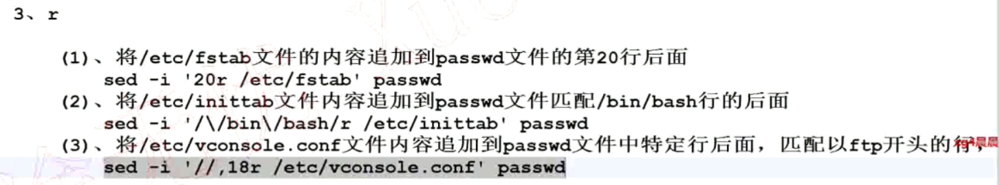 3、r
(1)、将/etc/fstab文件的内容追加到passwd文件的第20行后面
sed -i '20r /etc/fstab' passwd
(2)、将/etc/inittab文件内容追加到passwd文件匹配/bin/bash行的后面
sed -i '/\/bin\/bash/r /etc/inittab' passwd
(3)、将/etc/vconsole.conf文件内容追加到passwd文件中特定行后面，匹配以ftp开头的行，
sed -i '//,18r /etc/vconsole.conf' passwd